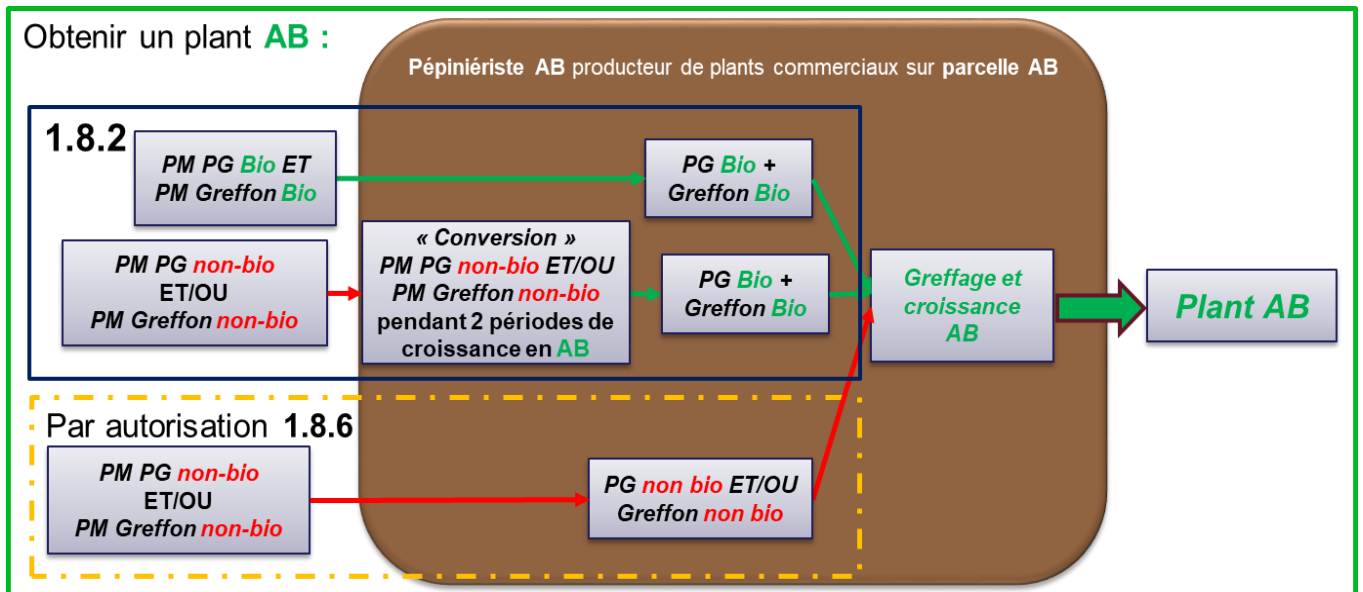 Obtenir un plant AB :
Pépiniériste AB producteur de plants commerciaux sur parcelle AB
1.8.2
PM PG Bio ET
PM Greffon Bio
PG Bio +
Greffon Bio
PM PG non-bio
ET/OU
PM Greffon non-bio
« Conversion »
PM PG non-bio ET/OU
PM Greffon non-bio
pendant 2 périodes de
croissance en AB
PG Bio +
Greffon Bio
Greffage et
croissance
AB
Plant AB
Par autorisation 1.8.6
PM PG non-bio
ET/OU
PM Greffon non-bio
PG non bio ET/OU
Greffon non bio